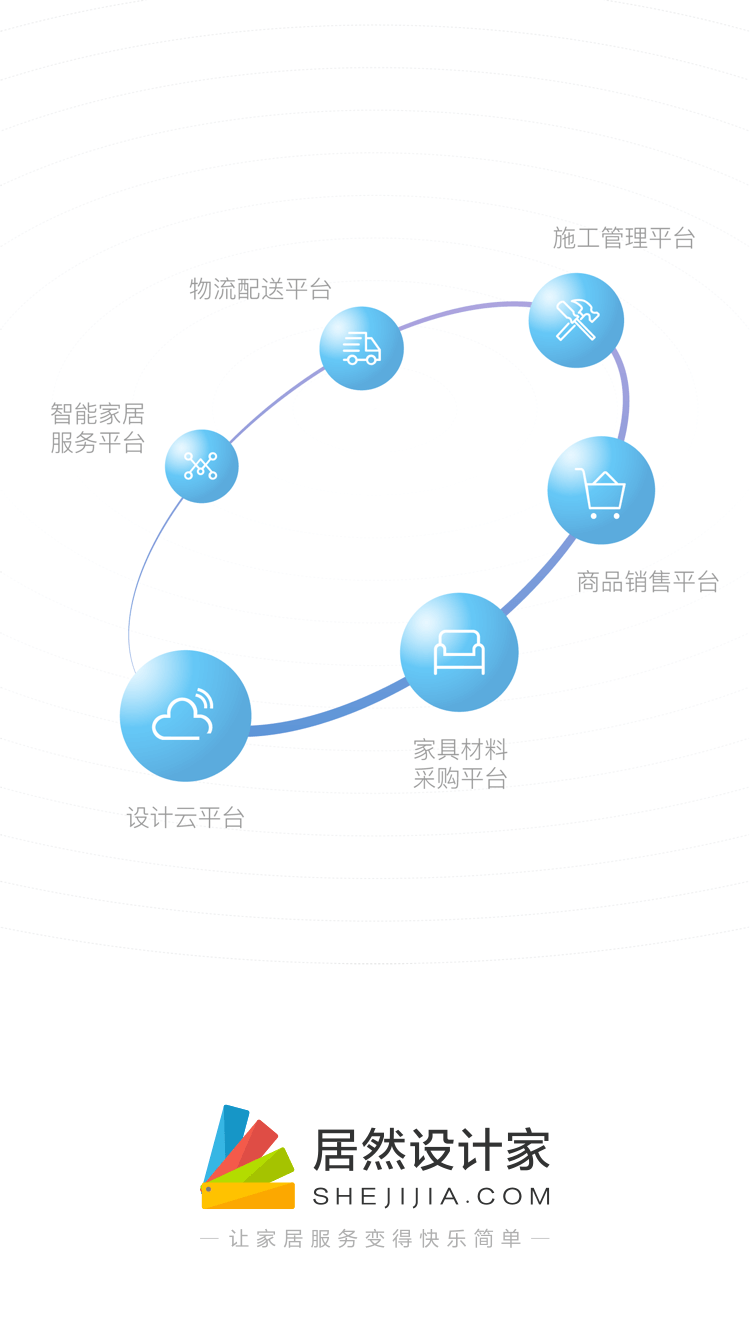 施工管理平台
物流配送平台
智能家居
服务平台
商品销售平台
家具材料
采购平台
设计云平台
居然设计家
SHEJIJIA.COM
让家居服务变得快乐简单